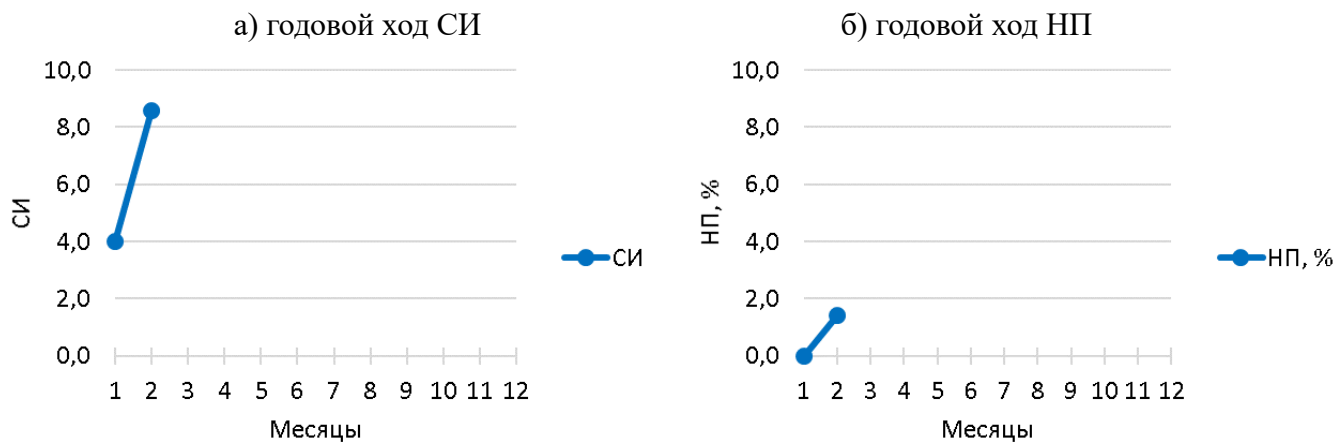 а) годовой ход СИ
10,0
8,0
6,0
4,0
2,0
0,0
СИ
1 2 3 4 5 6 7 8 9 10 11 12
Месяцы
СИ
б) годовой ход НП
10,0
8,0
6,0
4,0
2,0
0,0
НП, %
1 2 3 4 5 6 7 8 9 10 11 12
Месяцы
НП, %